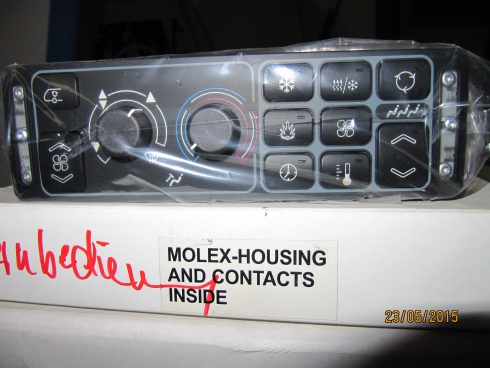 MOLEX-HOUSING
AND CONTACTS
INSIDE
23/05/2015